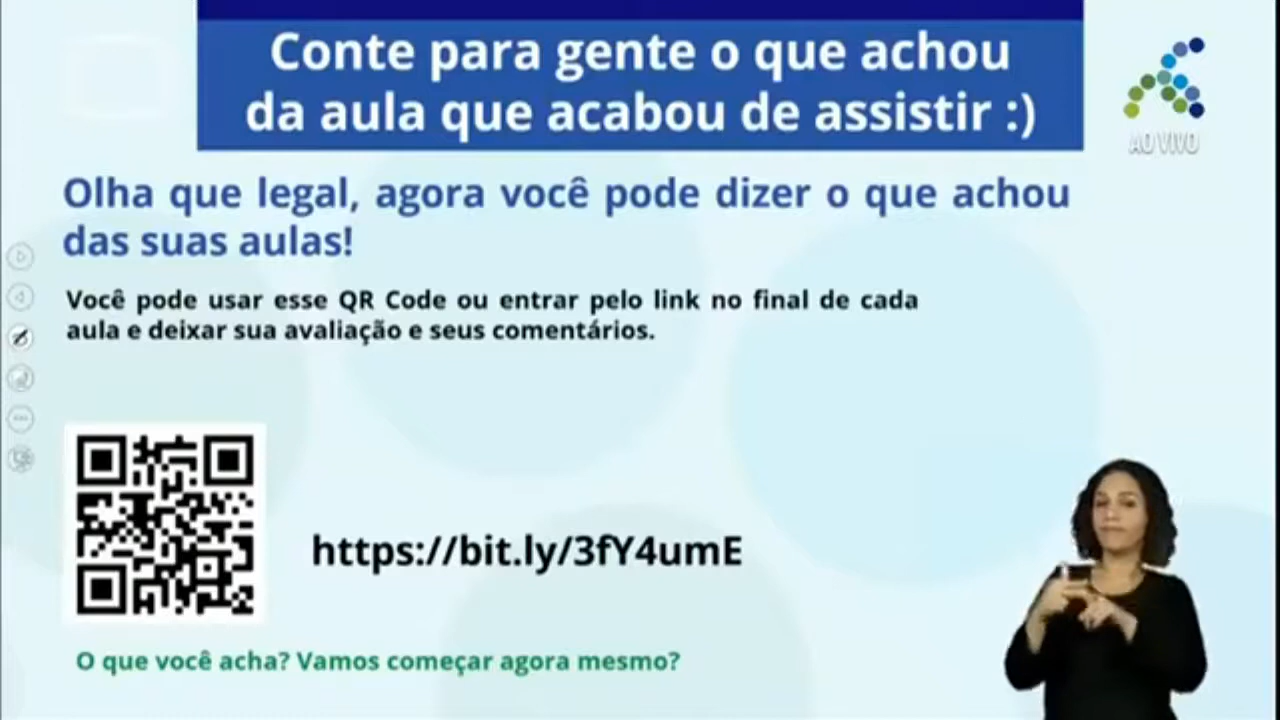 Conte para gente o que achou
da aula que acabou de assistir :)
AO VIVO
Olha que legal, agora você pode dizer o que achou
das suas aulas!
Você pode usar esse QR Code ou entrar pelo link no final de cada
aula e deixar sua avaliação e seus comentários.
https://bit.ly/3fY4umE
O que você acha? Vamos começar agora mesmo?